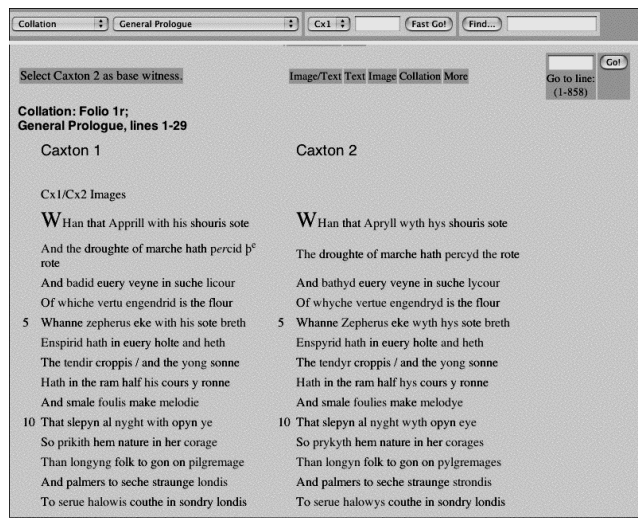 Collation General Prologue Cx1 Fast Go! Find...
Select Caxton 2 as base witness. Image/Text Text Image Collation More Go!
Go to line:
(1-858)
Collation: Folio 1r;
General Prologue, lines 1-29
Caxton 1
Cx1/Cx2 Images
WHan that Apprill with his shouris sote
And the droughte of marche hath percid þe
rote
And badid euery veyne in suche licour
Of whiche vertu engendrid is the flour
5 Whanne zepherus eke with his sote breth
Enspirid hath in euery holte and heth
The tendir croppis / and the yong sonne
Hath in the ram half his cours y ronne
And smale foulis make melodie
10 That slepyn al nyght with opyn ye
So prikith hem nature in her corage
Than longyng folk to gon on pilgremage
And palmers to seche straunge londis
To serue halowis couthe in sondry londis
Caxton 2
WHan that Apryll wyth hys shouris sote
The droughte of marche hath percyd the rote
And bathyd euery veyne in suche lycour
Of whyche vertue engendryd is the flour
5 Whanne Zepherus eke wyth hys sote breth
Enspyrid hath in euery holte and heth
The tendyr croppis / and the yong sonne
Hath in the ram half hys cours y ronne
And smale foulies make melodye
10 That slepyn al nyght wyth opyn eye
So prykyth hem nature in her corages
Than longyn folk to gon on pylgremages
And palmers to seche straunge strondis
To serue halowys couthe in sondry londis